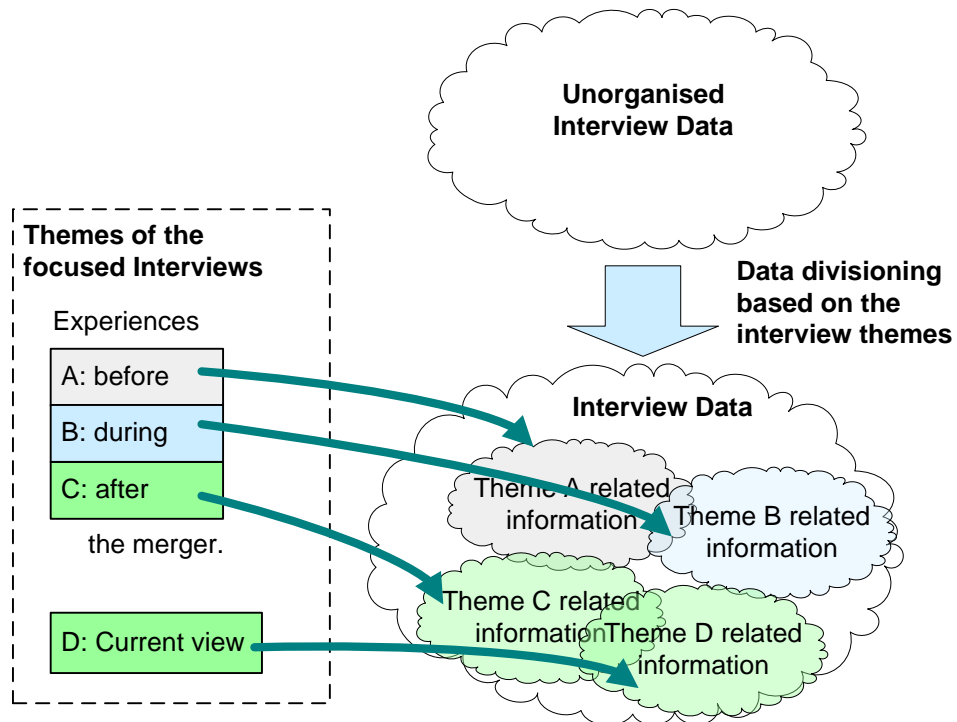 Unorganised
Interview Data
Themes of the
focused Interviews
Experiences
A: before
B: during
C: after
the merger.
D: Current view
Data divisioning
based on the
interview themes
Interview Data
Theme A related
information
Theme B related
information
Theme C related
information
Theme D related
information